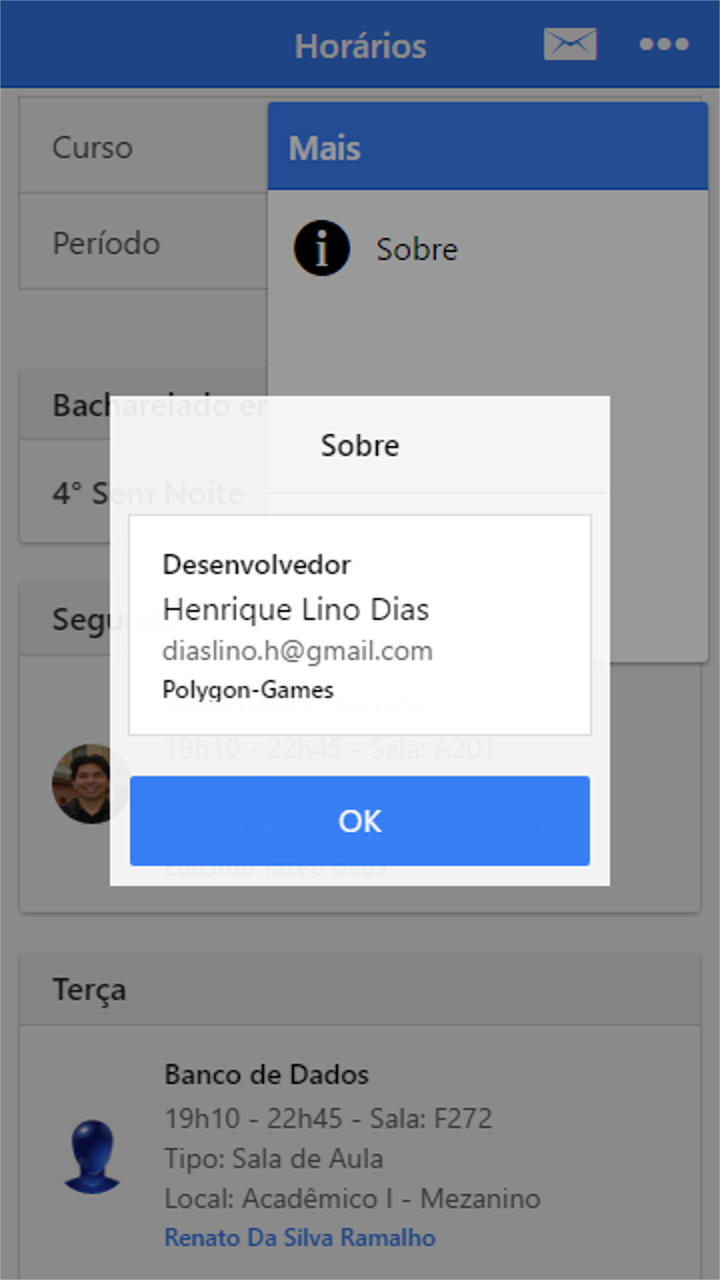 Horários
Curso
Mais
Período
Sobre
Bacharelado em
4° Sem Noite
Sobre
Desenvolvedor
Henrique Lino Dias
diaslino.h@gmail.com
Polygon-Games
19h10 - 22h45 - Sala: A201
OK
Eduardo Takeo Ueda
Terça
Banco de Dados
19h10 - 22h45 - Sala: F272
Tipo: Sala de Aula
Local: Acadêmico I - Mezanino
Renato Da Silva Ramalho